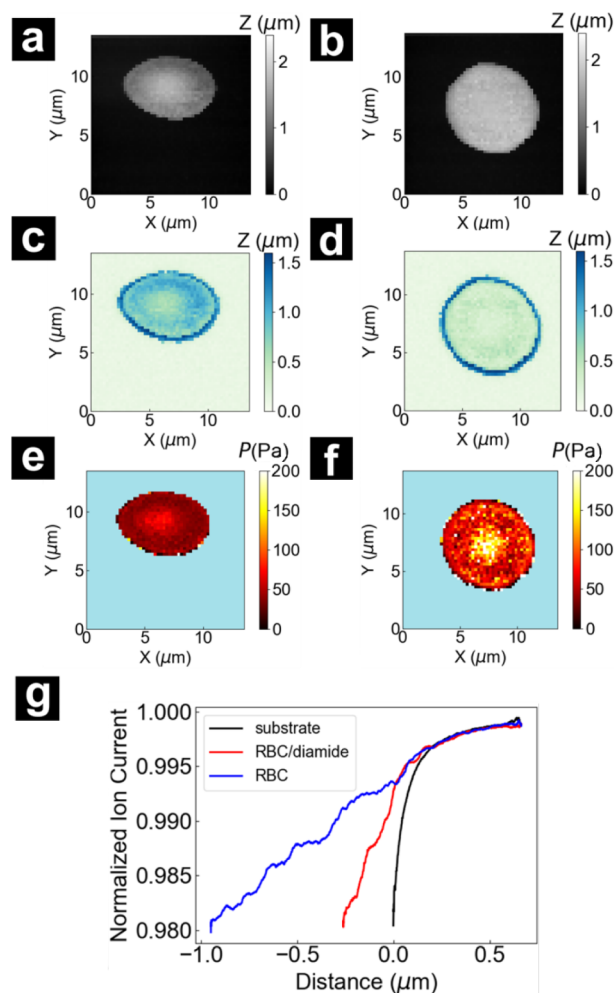 a
Z (μm)
10
5
0
Y (μm)
0 5 10
X (μm)
2
1
0
b
Z (μm)
10
5
0
Y (μm)
0 5 10
X (μm)
2
1
0
c
Z (μm)
10
5
0
Y (μm)
0 5 10
X (μm)
1.5
1.0
0.5
0.0
d
Z (μm)
10
5
0
Y (μm)
0 5 10
X (μm)
1.5
1.0
0.5
0.0
e
P(Pa)
10
5
0
Y (μm)
0 5 10
X (μm)
200
150
100
50
0
f
P(Pa)
10
5
0
Y (μm)
0 5 10
X (μm)
200
150
100
50
0
g
Normalized Ion Current
1.000
0.995
0.990
0.985
0.980
substrate
RBC/diamide
RBC
−1.0 −0.5 0.0 0.5
Distance (μm)